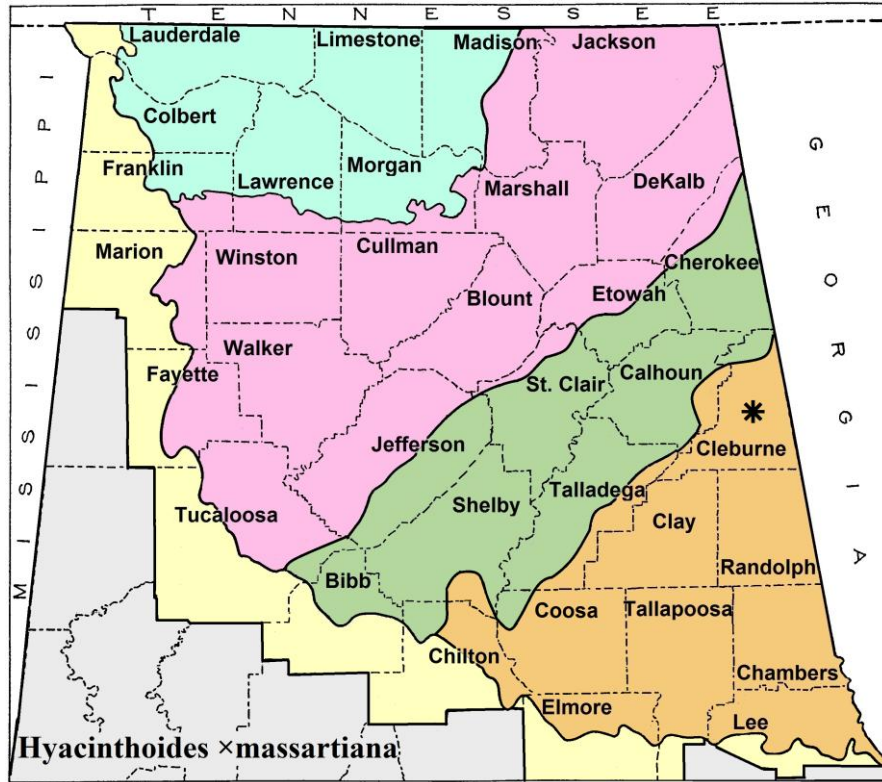 T E N N E S S E E
Lauderdale
Limestone
Madison
Jackson
Colbert
Franklin
Lawrence
Morgan
Marshall
DeKalb
Marion
Winston
Cullman
Cherokee
Blount
Etowah
Walker
Fayette
St. Clair
Calhoun
Jefferson
Cleburne
Tucaloosa
Shelby
Talladega
Clay
Randolph
Bibb
Coosa
Tallapoosa
Chilton
Chambers
Elmore
Lee
M I S S I S S I P P I
G E O R G I A
Hyacinthoides ×massartiana